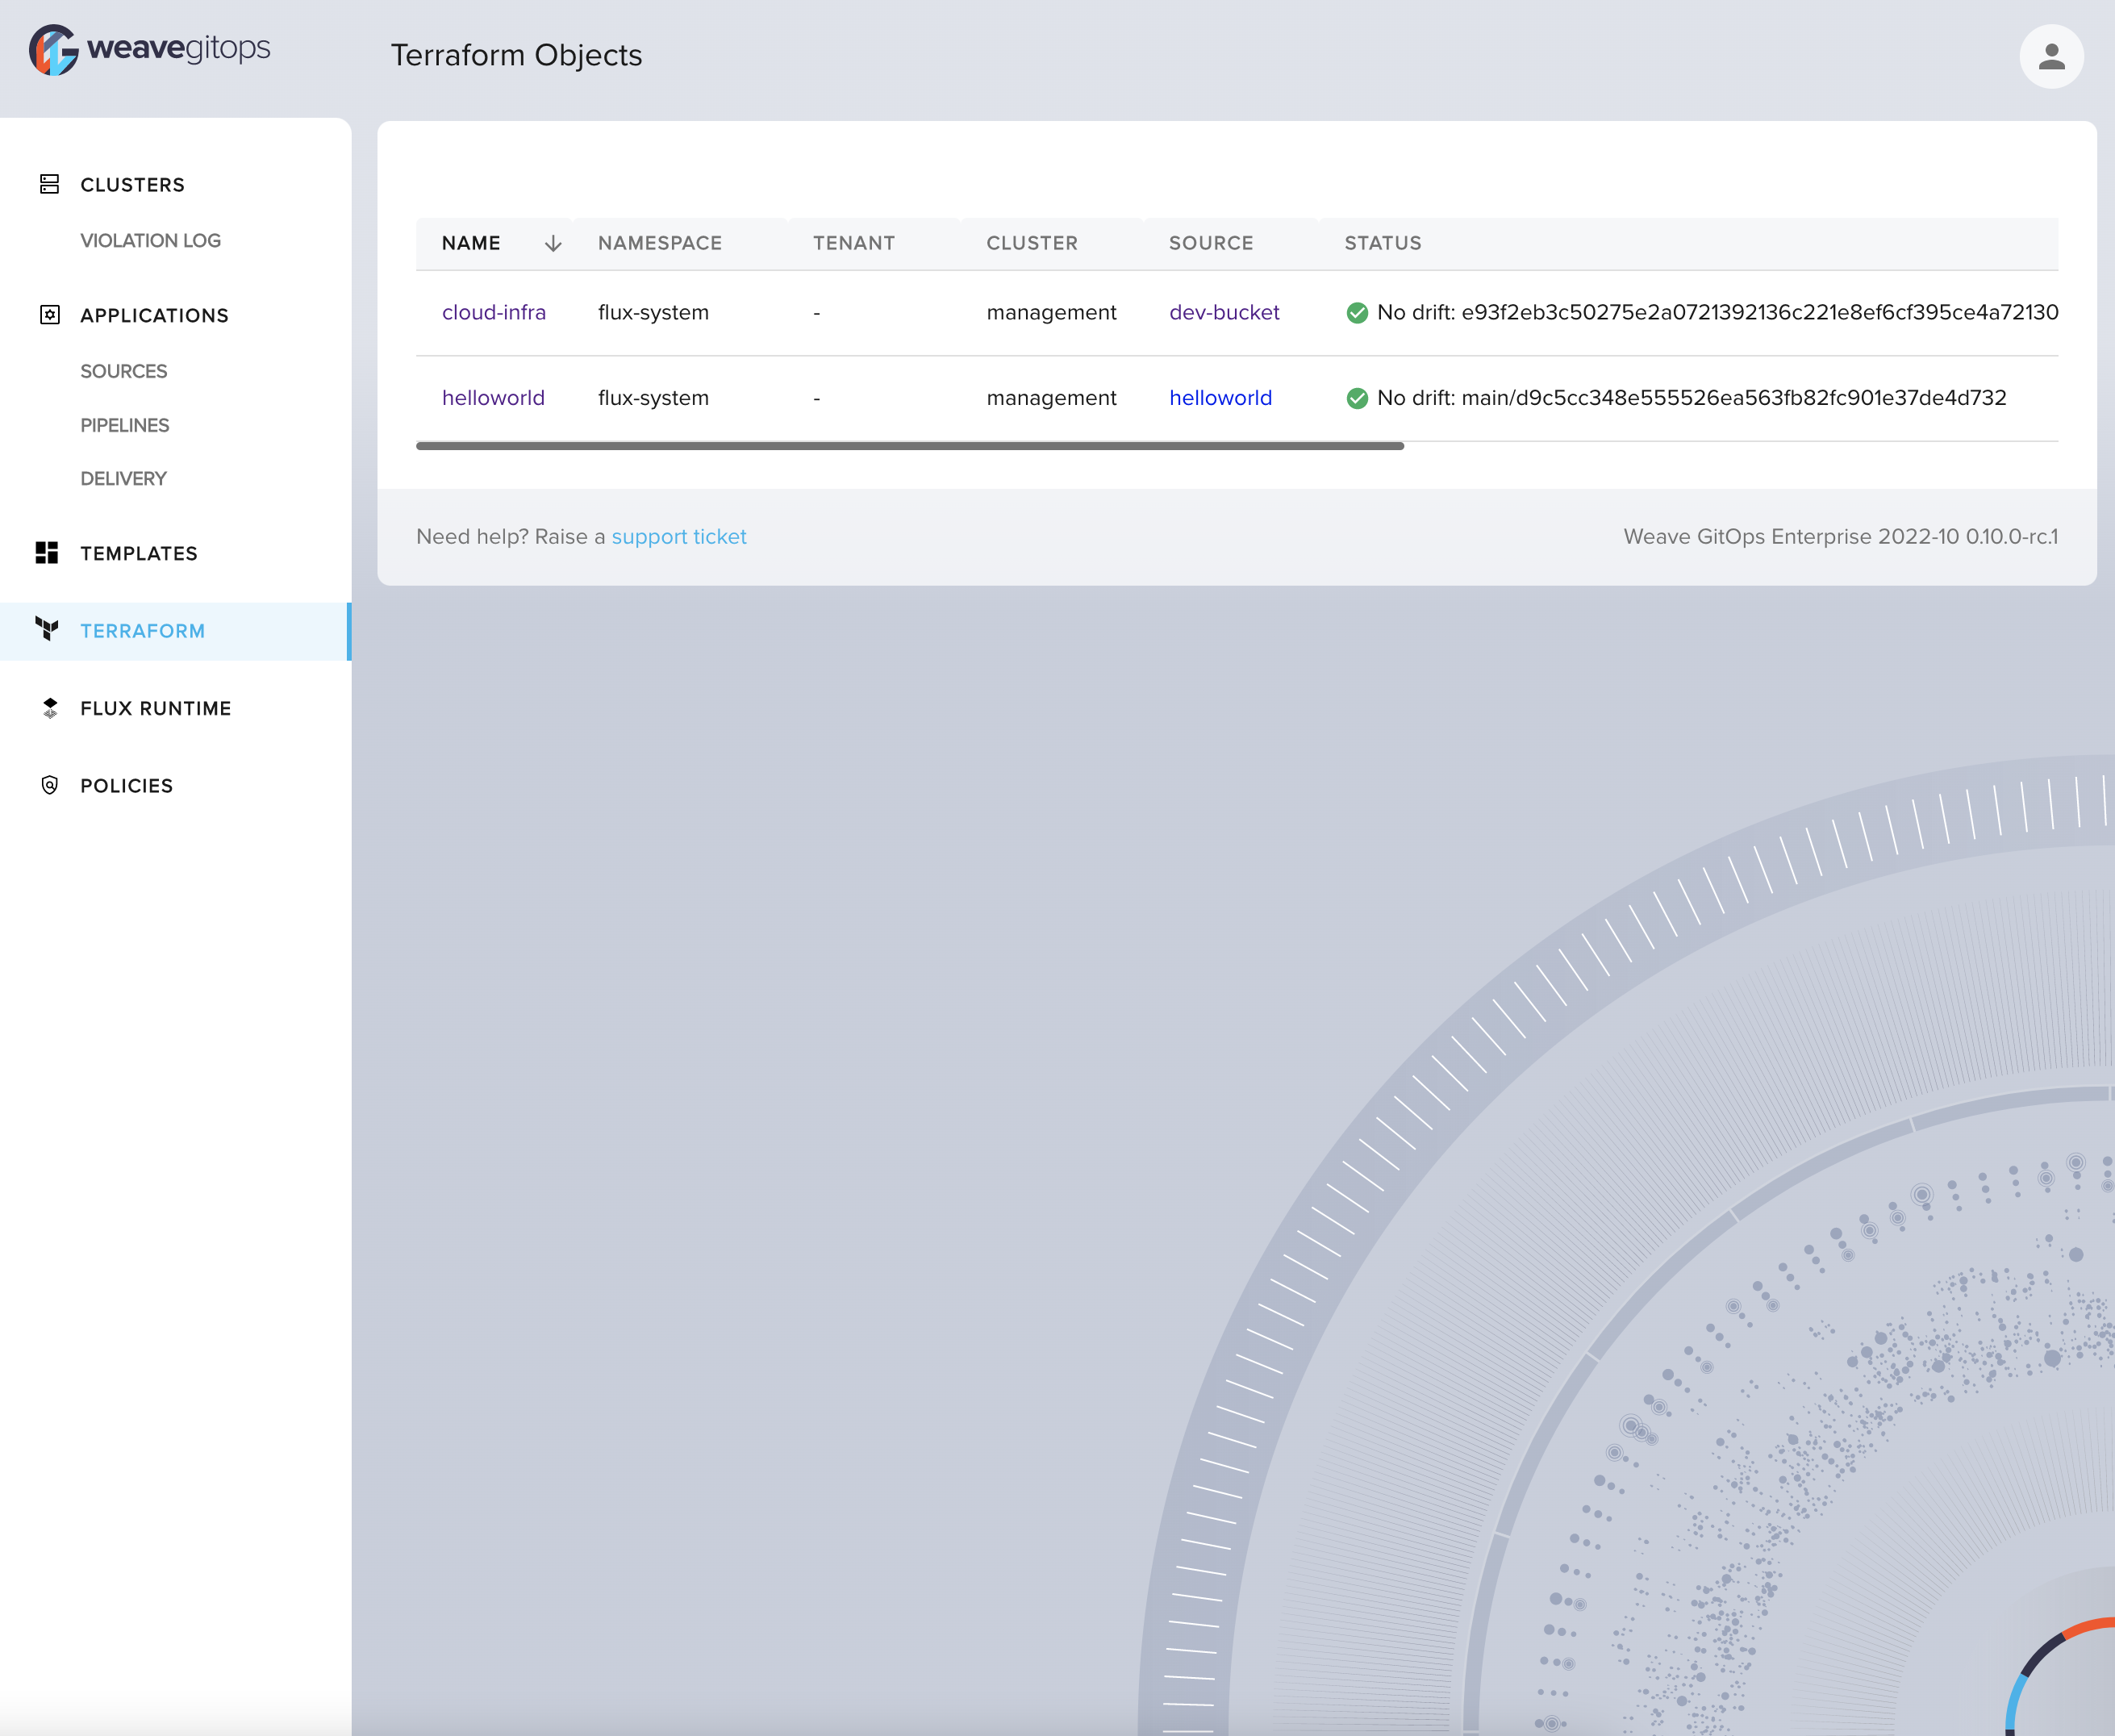 weavegitops
Terraform Objects
CLUSTERS
VIOLATION LOG
APPLICATIONS
SOURCES
PIPELINES
DELIVERY
TEMPLATES
TERRAFORM
FLUX RUNTIME
POLICIES
NAME NAMESPACE TENANT CLUSTER SOURCE STATUS
cloud-infra flux-system - management dev-bucket No drift: e93f2eb3c50275e2a0721392136c221e8ef6cf395ce4a72130
helloworld flux-system - management helloworld No drift: main/d9c5cc348e555526ea563fb82fc901e37de4d732
Need help? Raise a support ticket Weave GitOps Enterprise 2022-10 0.10.0-rc.1